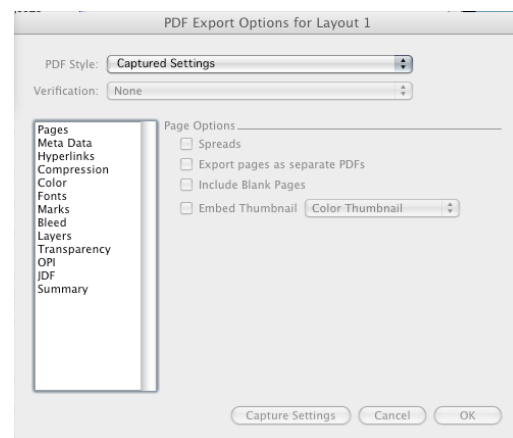 PDF Export Options for Layout 1
PDF Style: Captured Settings
Verification: None
Pages
Meta Data
Hyperlinks
Compression
Color
Fonts
Marks
Bleed
Layers
Transparency
OPI
JDF
Summary
Page Options
Spreads
Export pages as separate PDFs
Include Blank Pages
Embed Thumbnail Color Thumbnail
Capture Settings Cancel OK